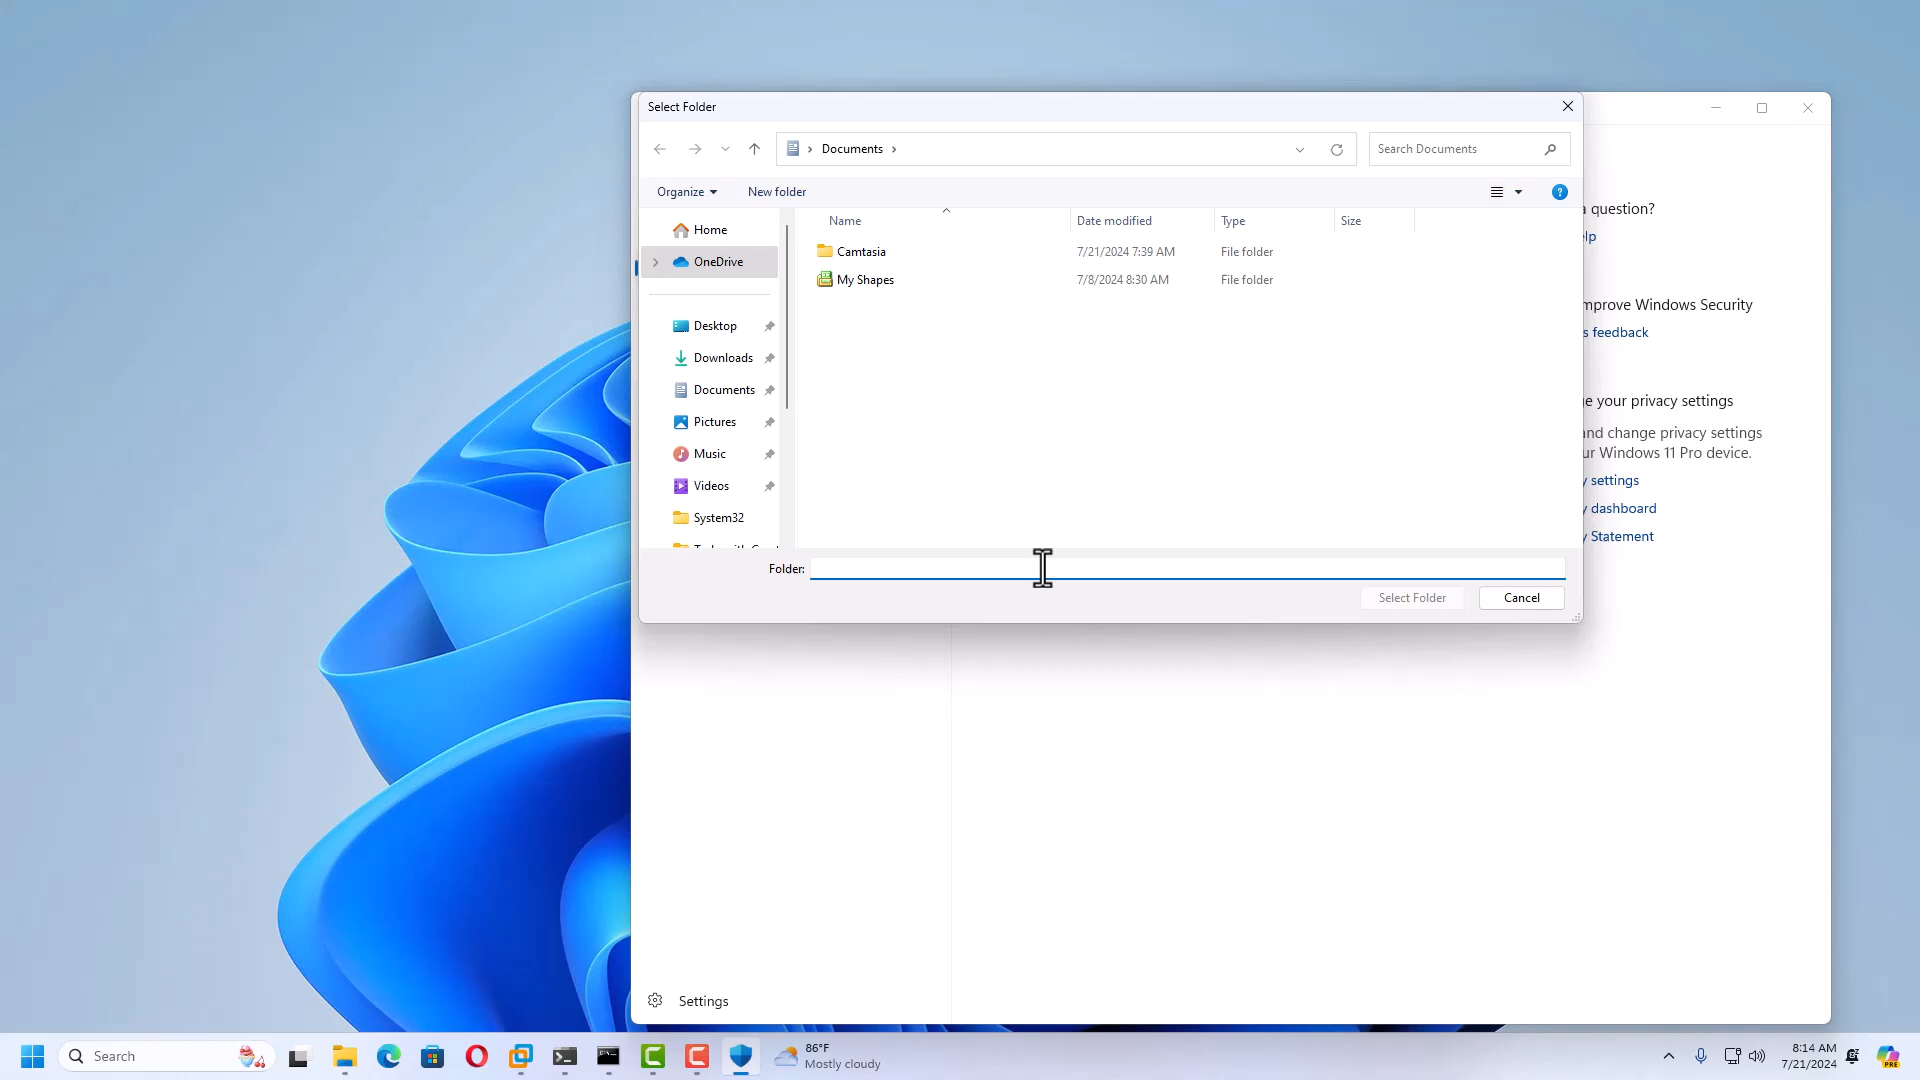 Select Folder
Documents
Search Documents
Organize
New folder
Name
Date modified
Type
Size
Home
OneDrive
Desktop
Downloads
Documents
Pictures
Music
Videos
System32
Camtasia
7/21/2024 7:39 AM
File folder
My Shapes
7/8/2024 8:30 AM
File folder
Folder:
Select Folder
Cancel
a question?
lp
mprove Windows Security
s feedback
e your privacy settings
and change privacy settings
ur Windows 11 Pro device.
y settings
y dashboard
y Statement
Settings
Search
86°F
Mostly cloudy
8:14 AM
7/21/2024
PRE